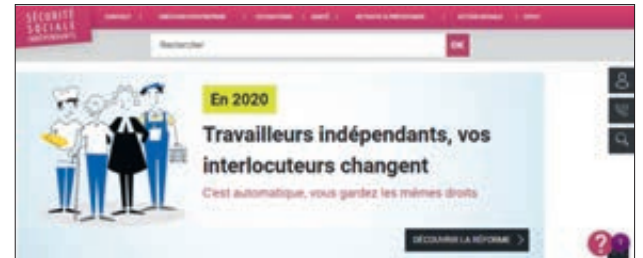 SÉCURITÉ
SOCIALE
INDÉPENDANTS
Rechercher
OK
En 2020
Travailleurs indépendants, vos
interlocuteurs changent
C'est automatique, vous gardez les mêmes droits
DÉCOUVRIR LA RÉFORME
?